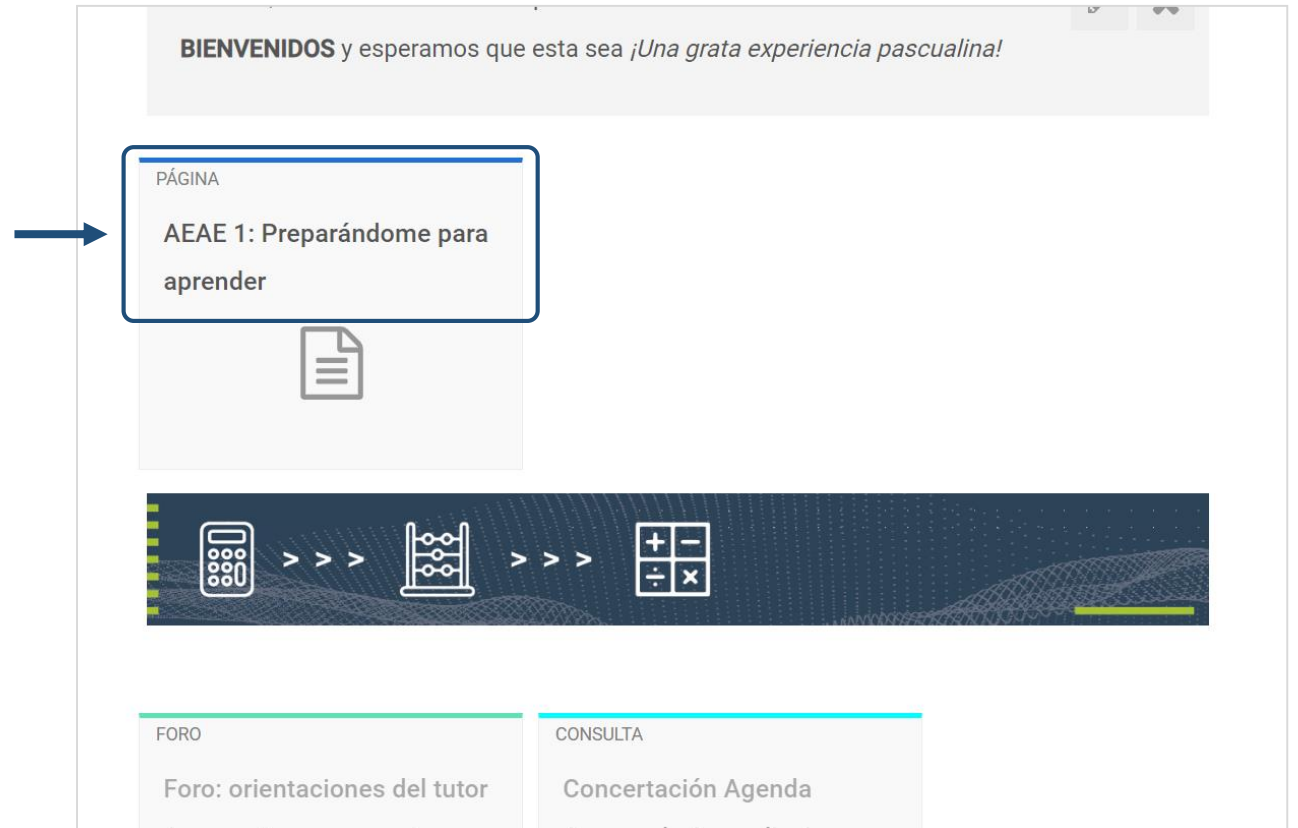 BIENVENIDOS y esperamos que esta sea ¡Una grata experiencia pascualina!
PÁGINA
AEAE 1: Preparándome para
aprender
> > >
> > >
+ −
÷ ×
FORO
CONSULTA
Foro: orientaciones del tutor
Concertación Agenda